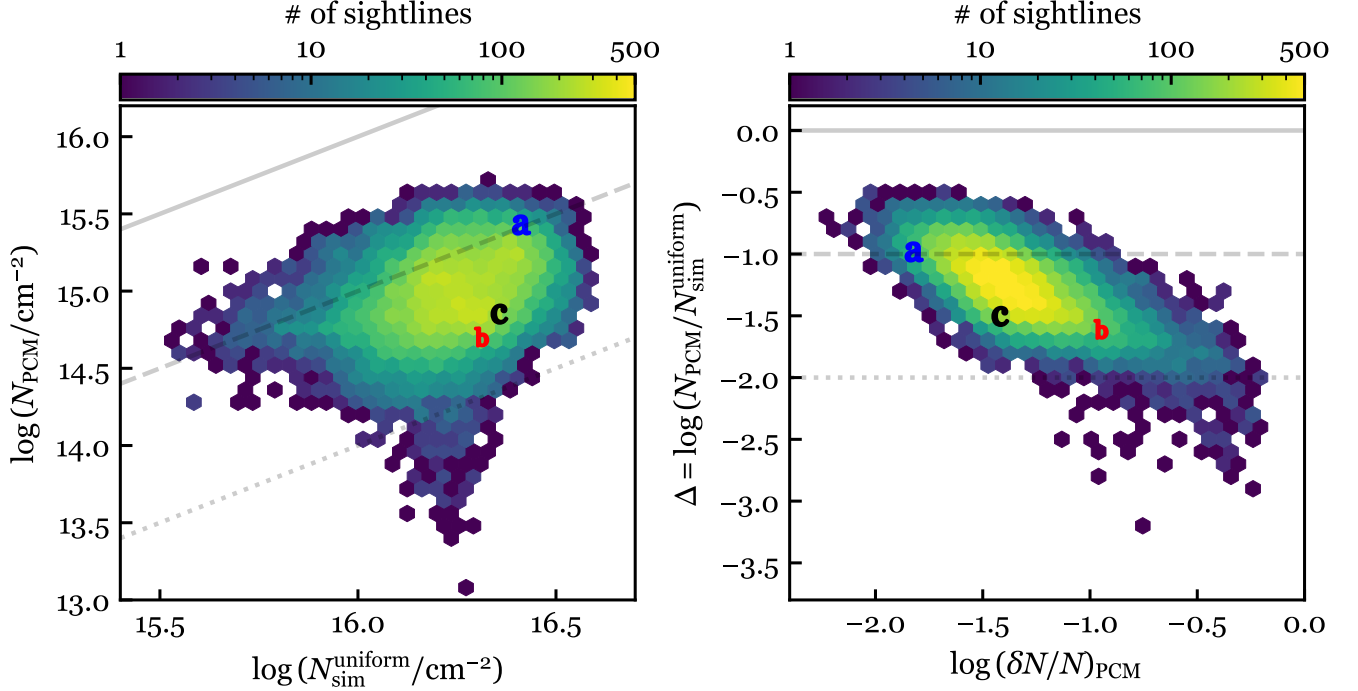 # of sightlines
# of sightlines
1 10 100 500
1 10 100 500
16.0
15.5
15.0
14.5
14.0
13.5
13.0
log (N_PCM/cm⁻²)
a
b
c
15.5 16.0 16.5
log (N_sim^uniform/cm⁻²)
0.0
−0.5
−1.0
−1.5
−2.0
−2.5
−3.0
−3.5
Δ = log (N_PCM/N_sim^uniform)
a
b
c
−2.0 −1.5 −1.0 −0.5 0.0
log (δN/N)_PCM